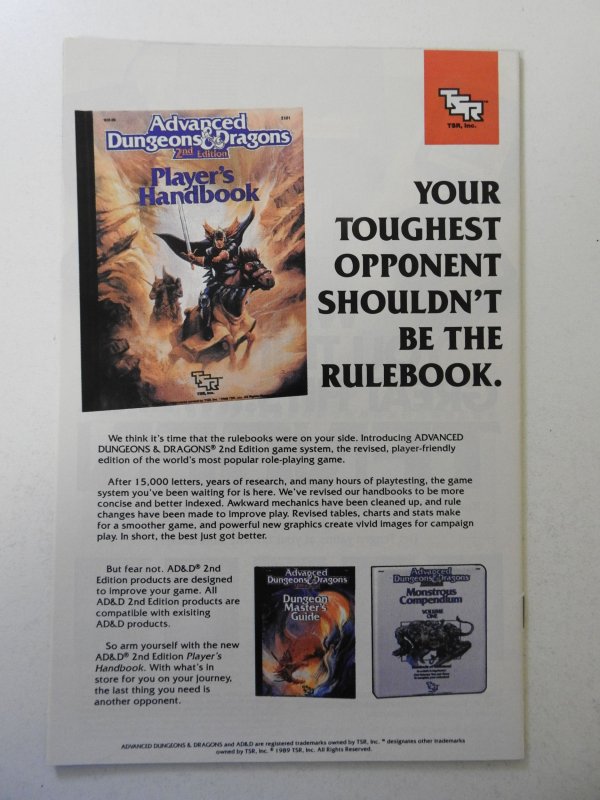 TSR
TSR, Inc.
2101
Advanced
Dungeons & Dragons
2nd Edition
Player's
Handbook
TSR
TSR, Inc.
YOUR
TOUGHEST
OPPONENT
SHOULDN'T
BE THE
RULEBOOK.
We think it's time that the rulebooks were on your side. Introducing ADVANCED
DUNGEONS & DRAGONS® 2nd Edition game system, the revised, player-friendly
edition of the world's most popular role-playing game.
After 15,000 letters, years of research, and many hours of playtesting, the game
system you've been waiting for is here. We've revised our handbooks to be more
concise and better indexed. Awkward mechanics have been cleaned up, and rule
changes have been made to improve play. Revised tables, charts and stats make
for a smoother game, and powerful new graphics create vivid images for campaign
play. In short, the best just got better.
But fear not. AD&D® 2nd
Edition products are designed
to improve your game. All
AD&D 2nd Edition products are
compatible with exisiting
AD&D products.
So arm yourself with the new
AD&D® 2nd Edition Player's
Handbook. With what's in
store for you on your journey,
the last thing you need is
another opponent.
Advanced
Dungeons & Dragons
Dungeon
Master's
Guide
TSR
Advanced
Dungeons & Dragons
Monstrous
Compendium
VOLUME
ONE
TSR
ADVANCED DUNGEONS & DRAGONS and AD&D are registered trademarks owned by TSR, Inc. ™ designates other trademarks
owned by TSR, Inc. © 1989 TSR, Inc. All Rights Reserved.